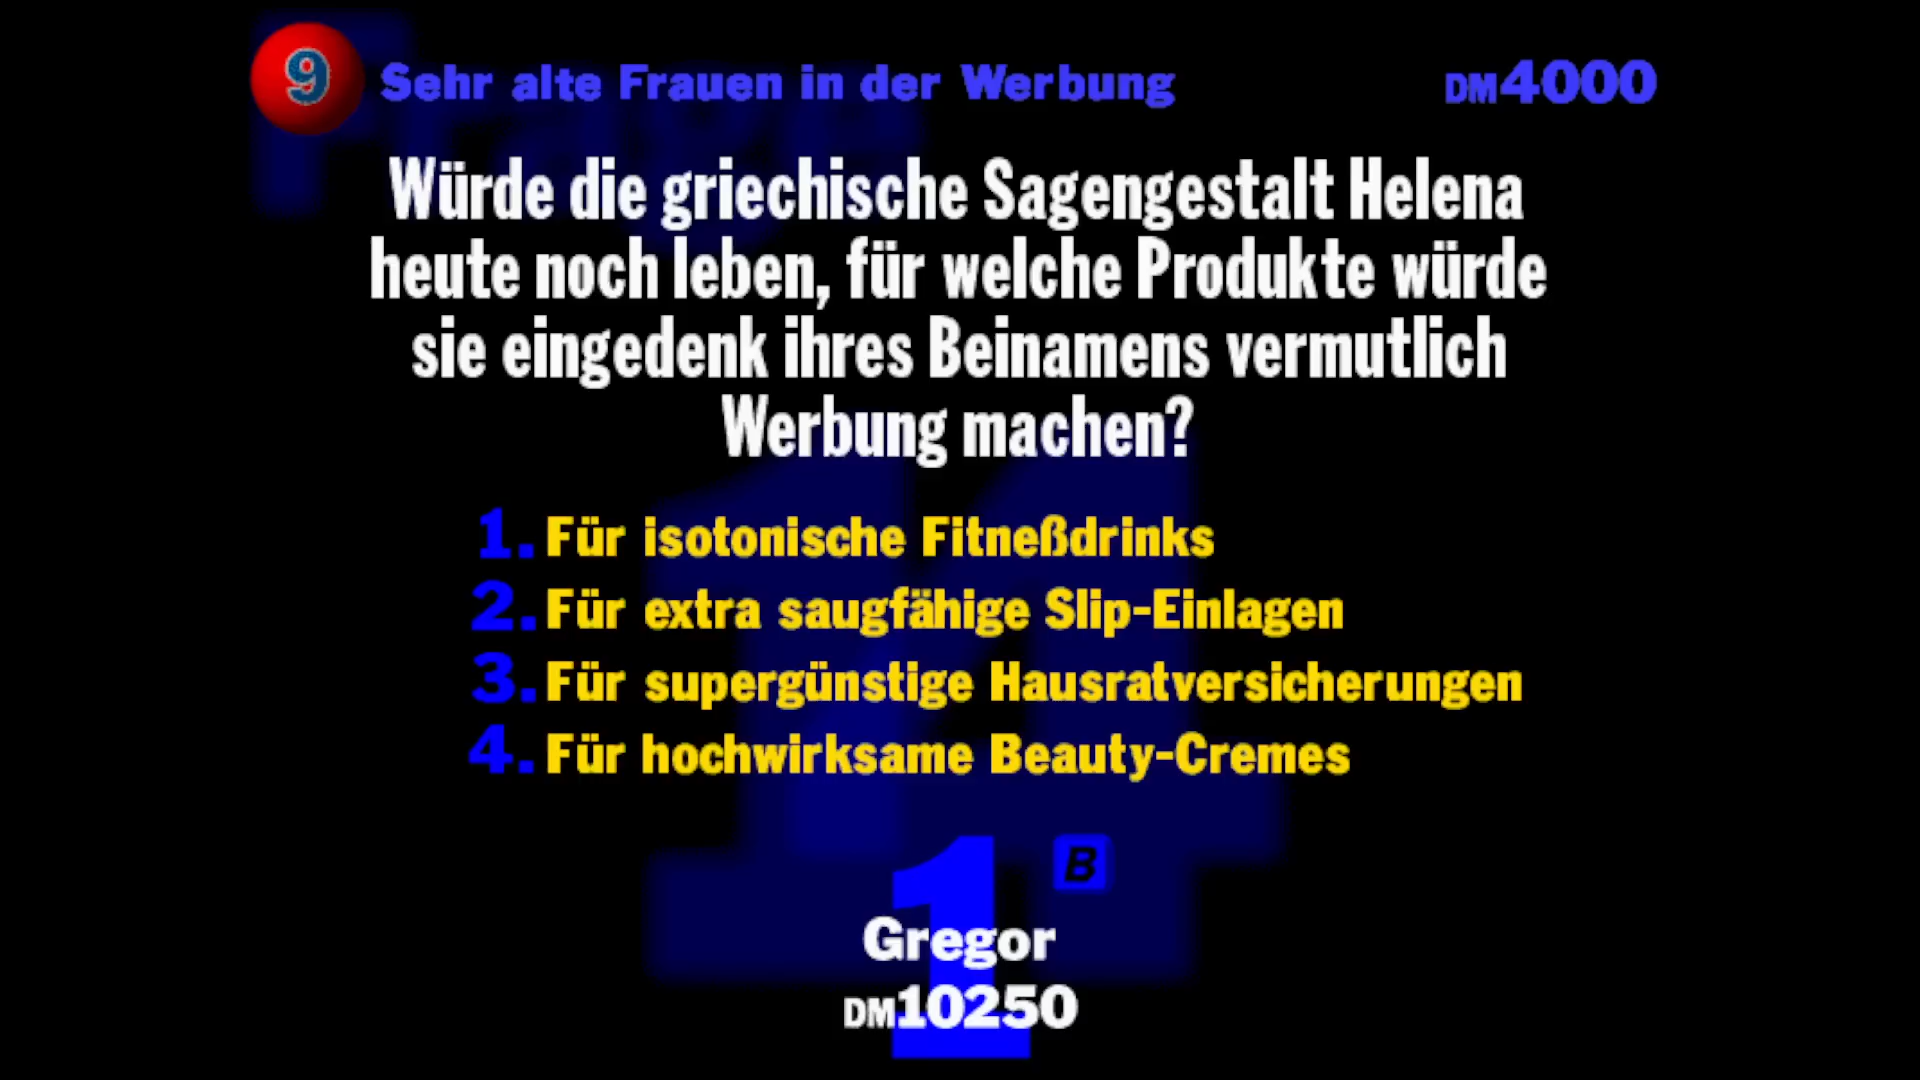 9 Sehr alte Frauen in der Werbung DM4000
Würde die griechische Sagengestalt Helena
heute noch leben, für welche Produkte würde
sie eingedenk ihres Beinamens vermutlich
Werbung machen?
1. Für isotonische Fitneßdrinks
2. Für extra saugfähige Slip-Einlagen
3. Für supergünstige Hausratversicherungen
4. Für hochwirksame Beauty-Cremes
1 B
Gregor
DM10250